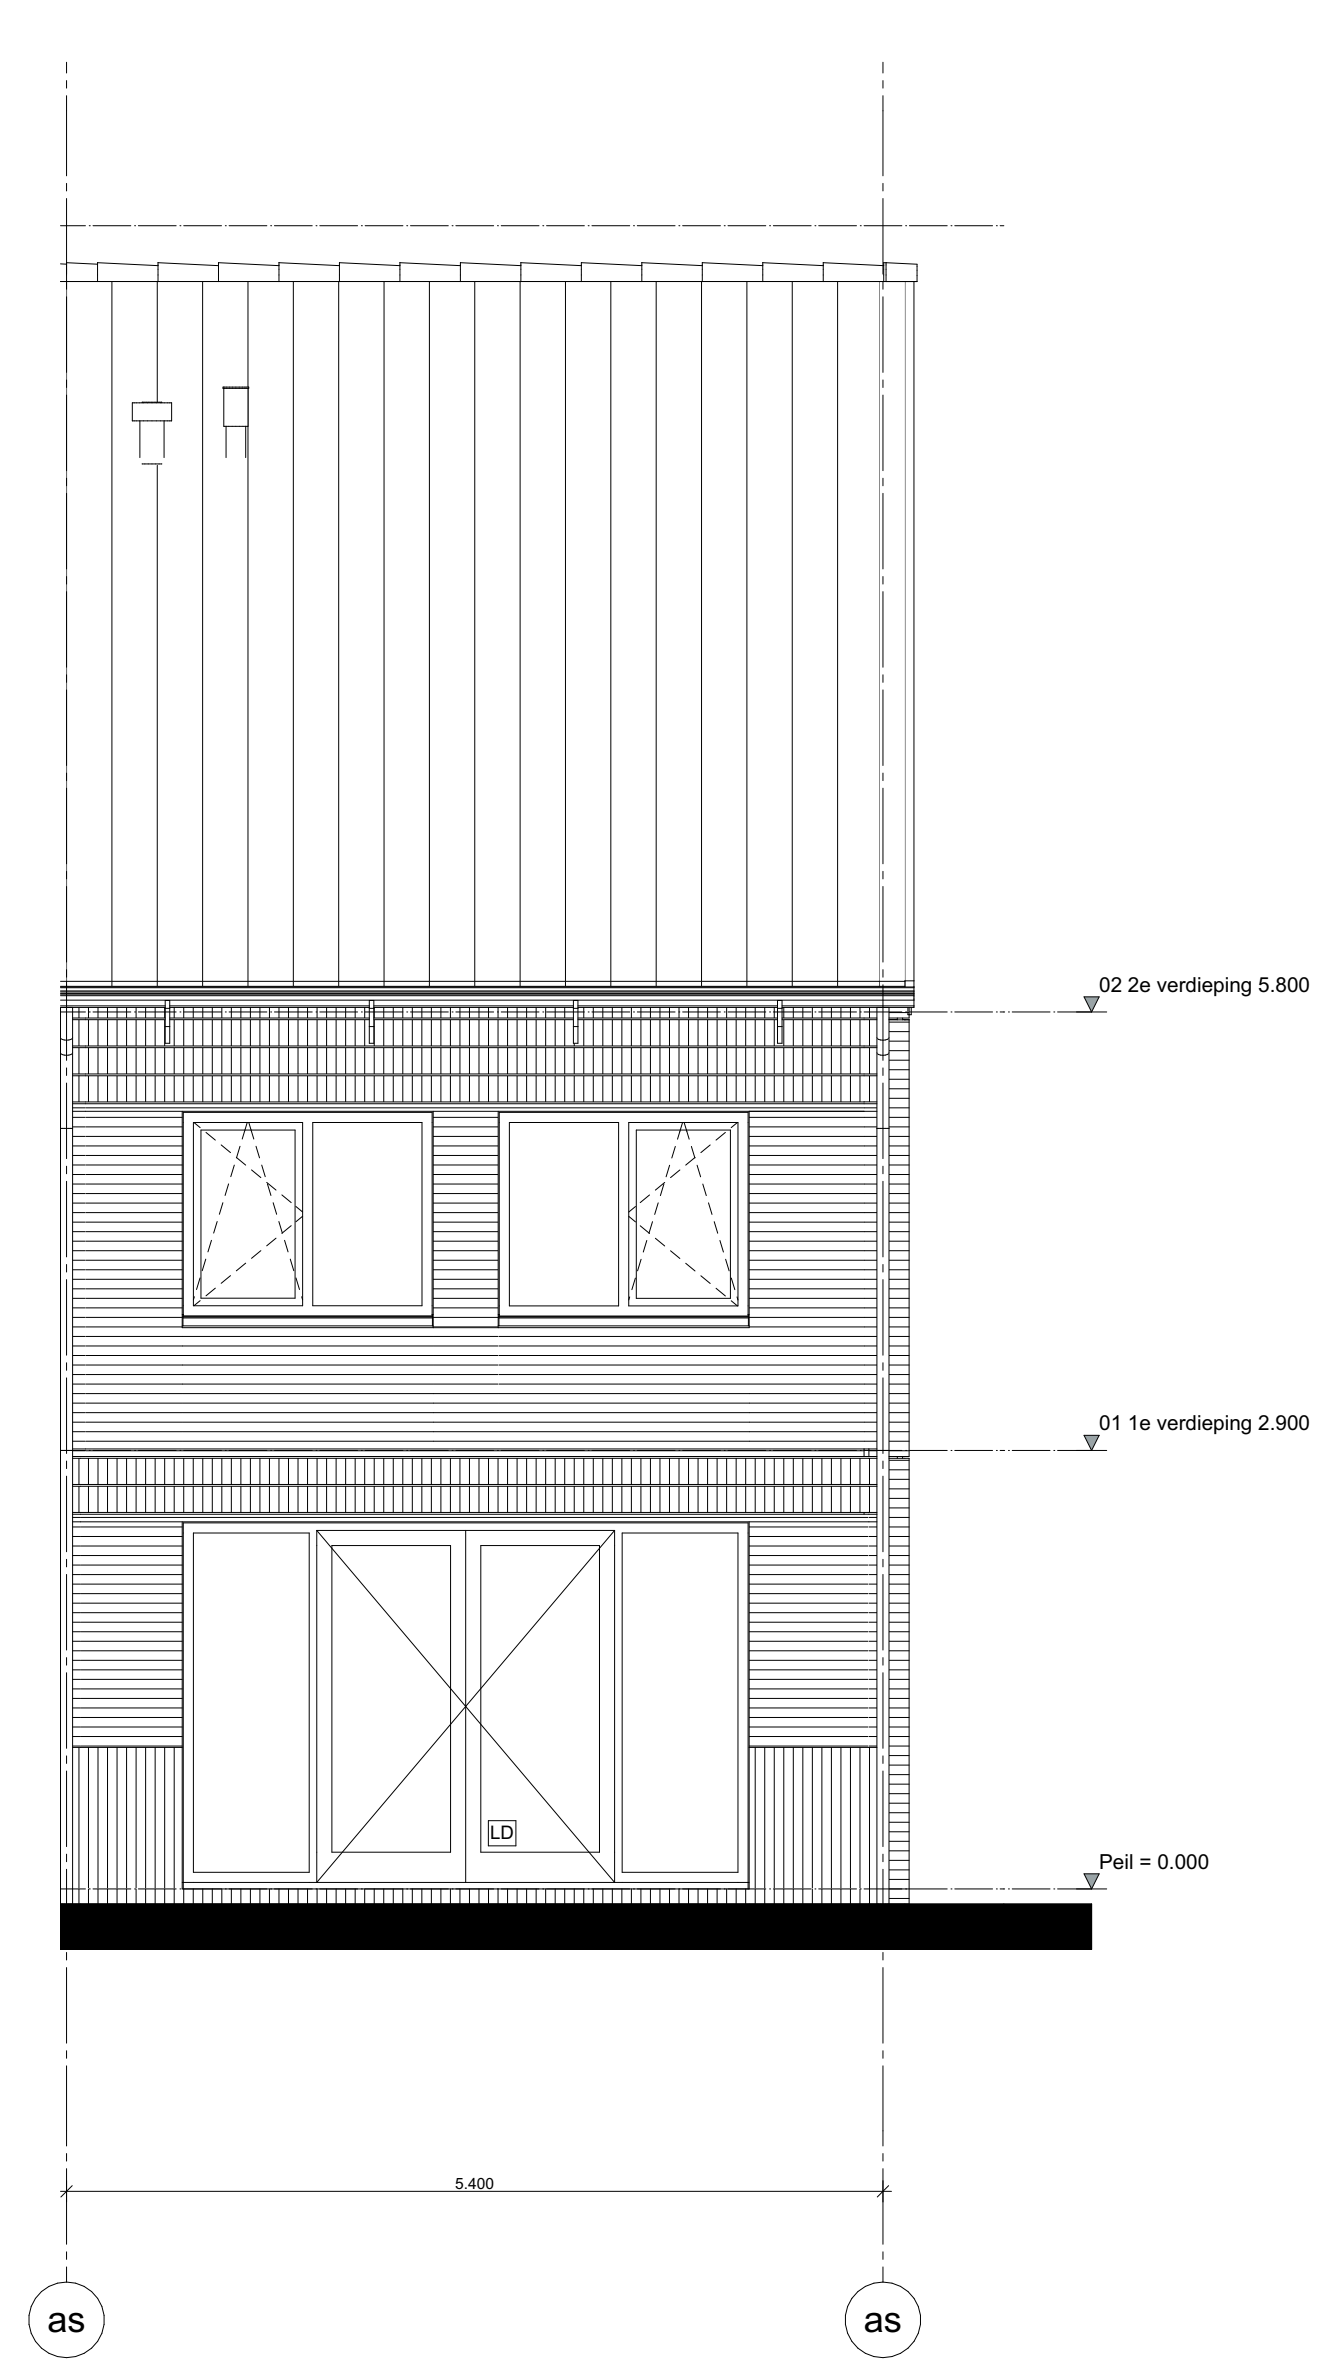 02 2e verdieping 5.800
01 1e verdieping 2.900
LD
Peil = 0.000
5.400
as
as